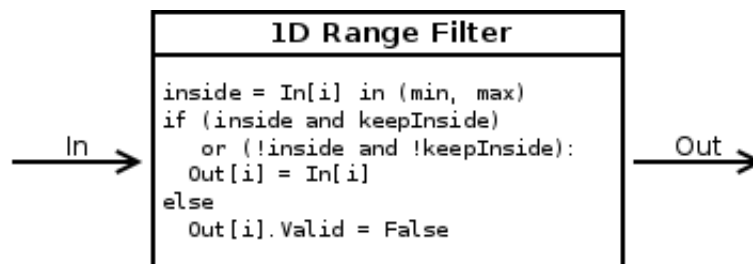 1D Range Filter
inside = In[i] in (min, max)
if (inside and keepInside)
or (!inside and !keepInside):
Out[i] = In[i]
else
Out[i].Valid = False
In
Out